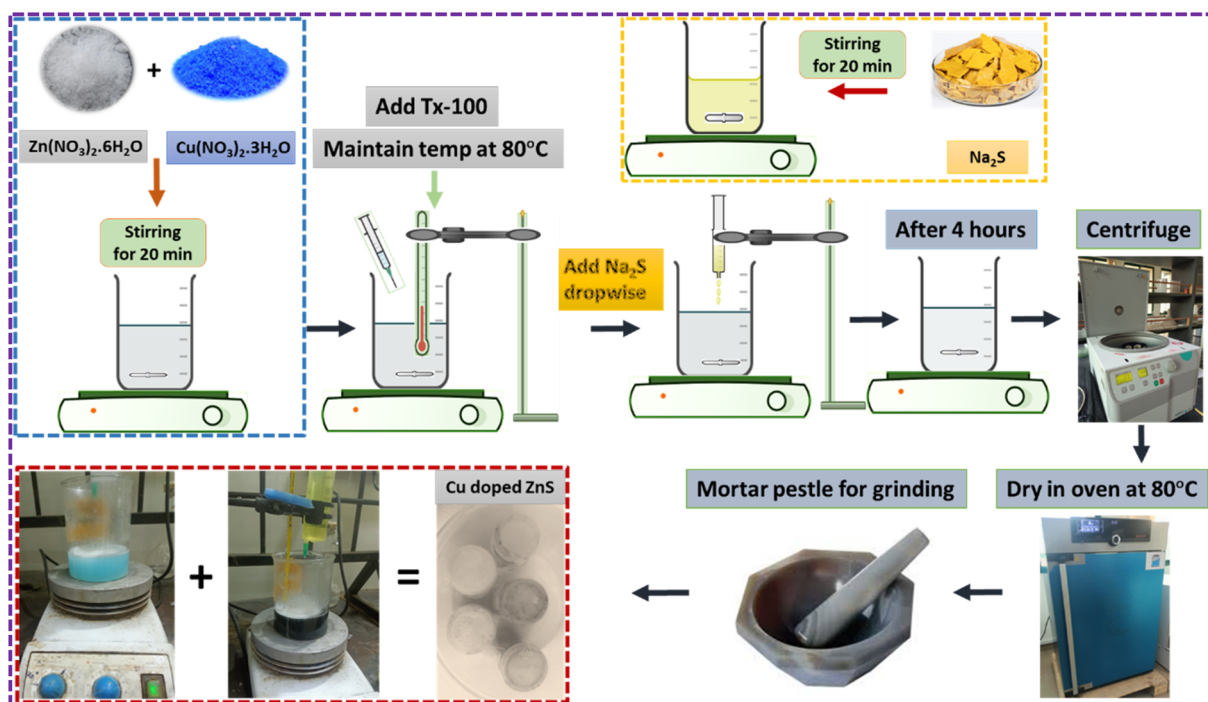 +
Zn(NO₃)₂.6H₂O
Cu(NO₃)₂.3H₂O
Stirring
for 20 min
Add Tx-100
Maintain temp at 80°C
Stirring
for 20 min
Na₂S
Add Na₂S
dropwise
After 4 hours
Centrifuge
Dry in oven at 80°C
Mortar pestle for grinding
Cu doped ZnS
+
=